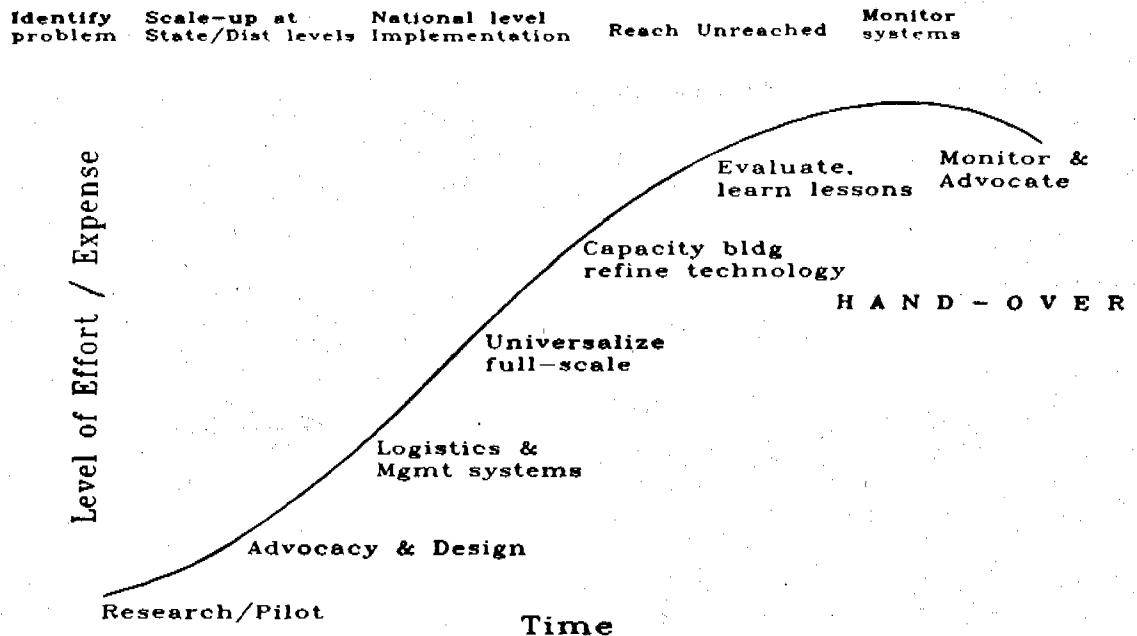 Identify
problem
Scale-up at
State/Dist levels
National level
Implementation
Reach Unreached
Monitor
systems
Level of Effort / Expense
Evaluate,
learn lessons
Monitor &
Advocate
Capacity bldg
refine technology
H A N D - O V E R
Universalize
full-scale
Logistics &
Mgmt systems
Advocacy & Design
Research/Pilot
Time